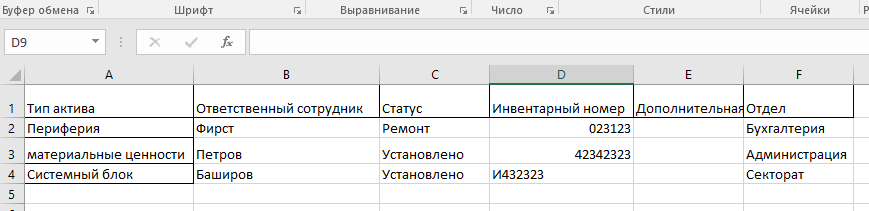 Буфер обмена Шрифт Выравнивание Число Стили Ячейки
D9 fx
A B C D E F
1 Тип актива Ответственный сотрудник Статус Инвентарный номер Дополнительная Отдел
2 Периферия Фирст Ремонт 023123 Бухгалтерия
3 материальные ценности Петров Установлено 42342323 Администрация
4 Системный блок Баширов Установлено И432323 Секторат
5